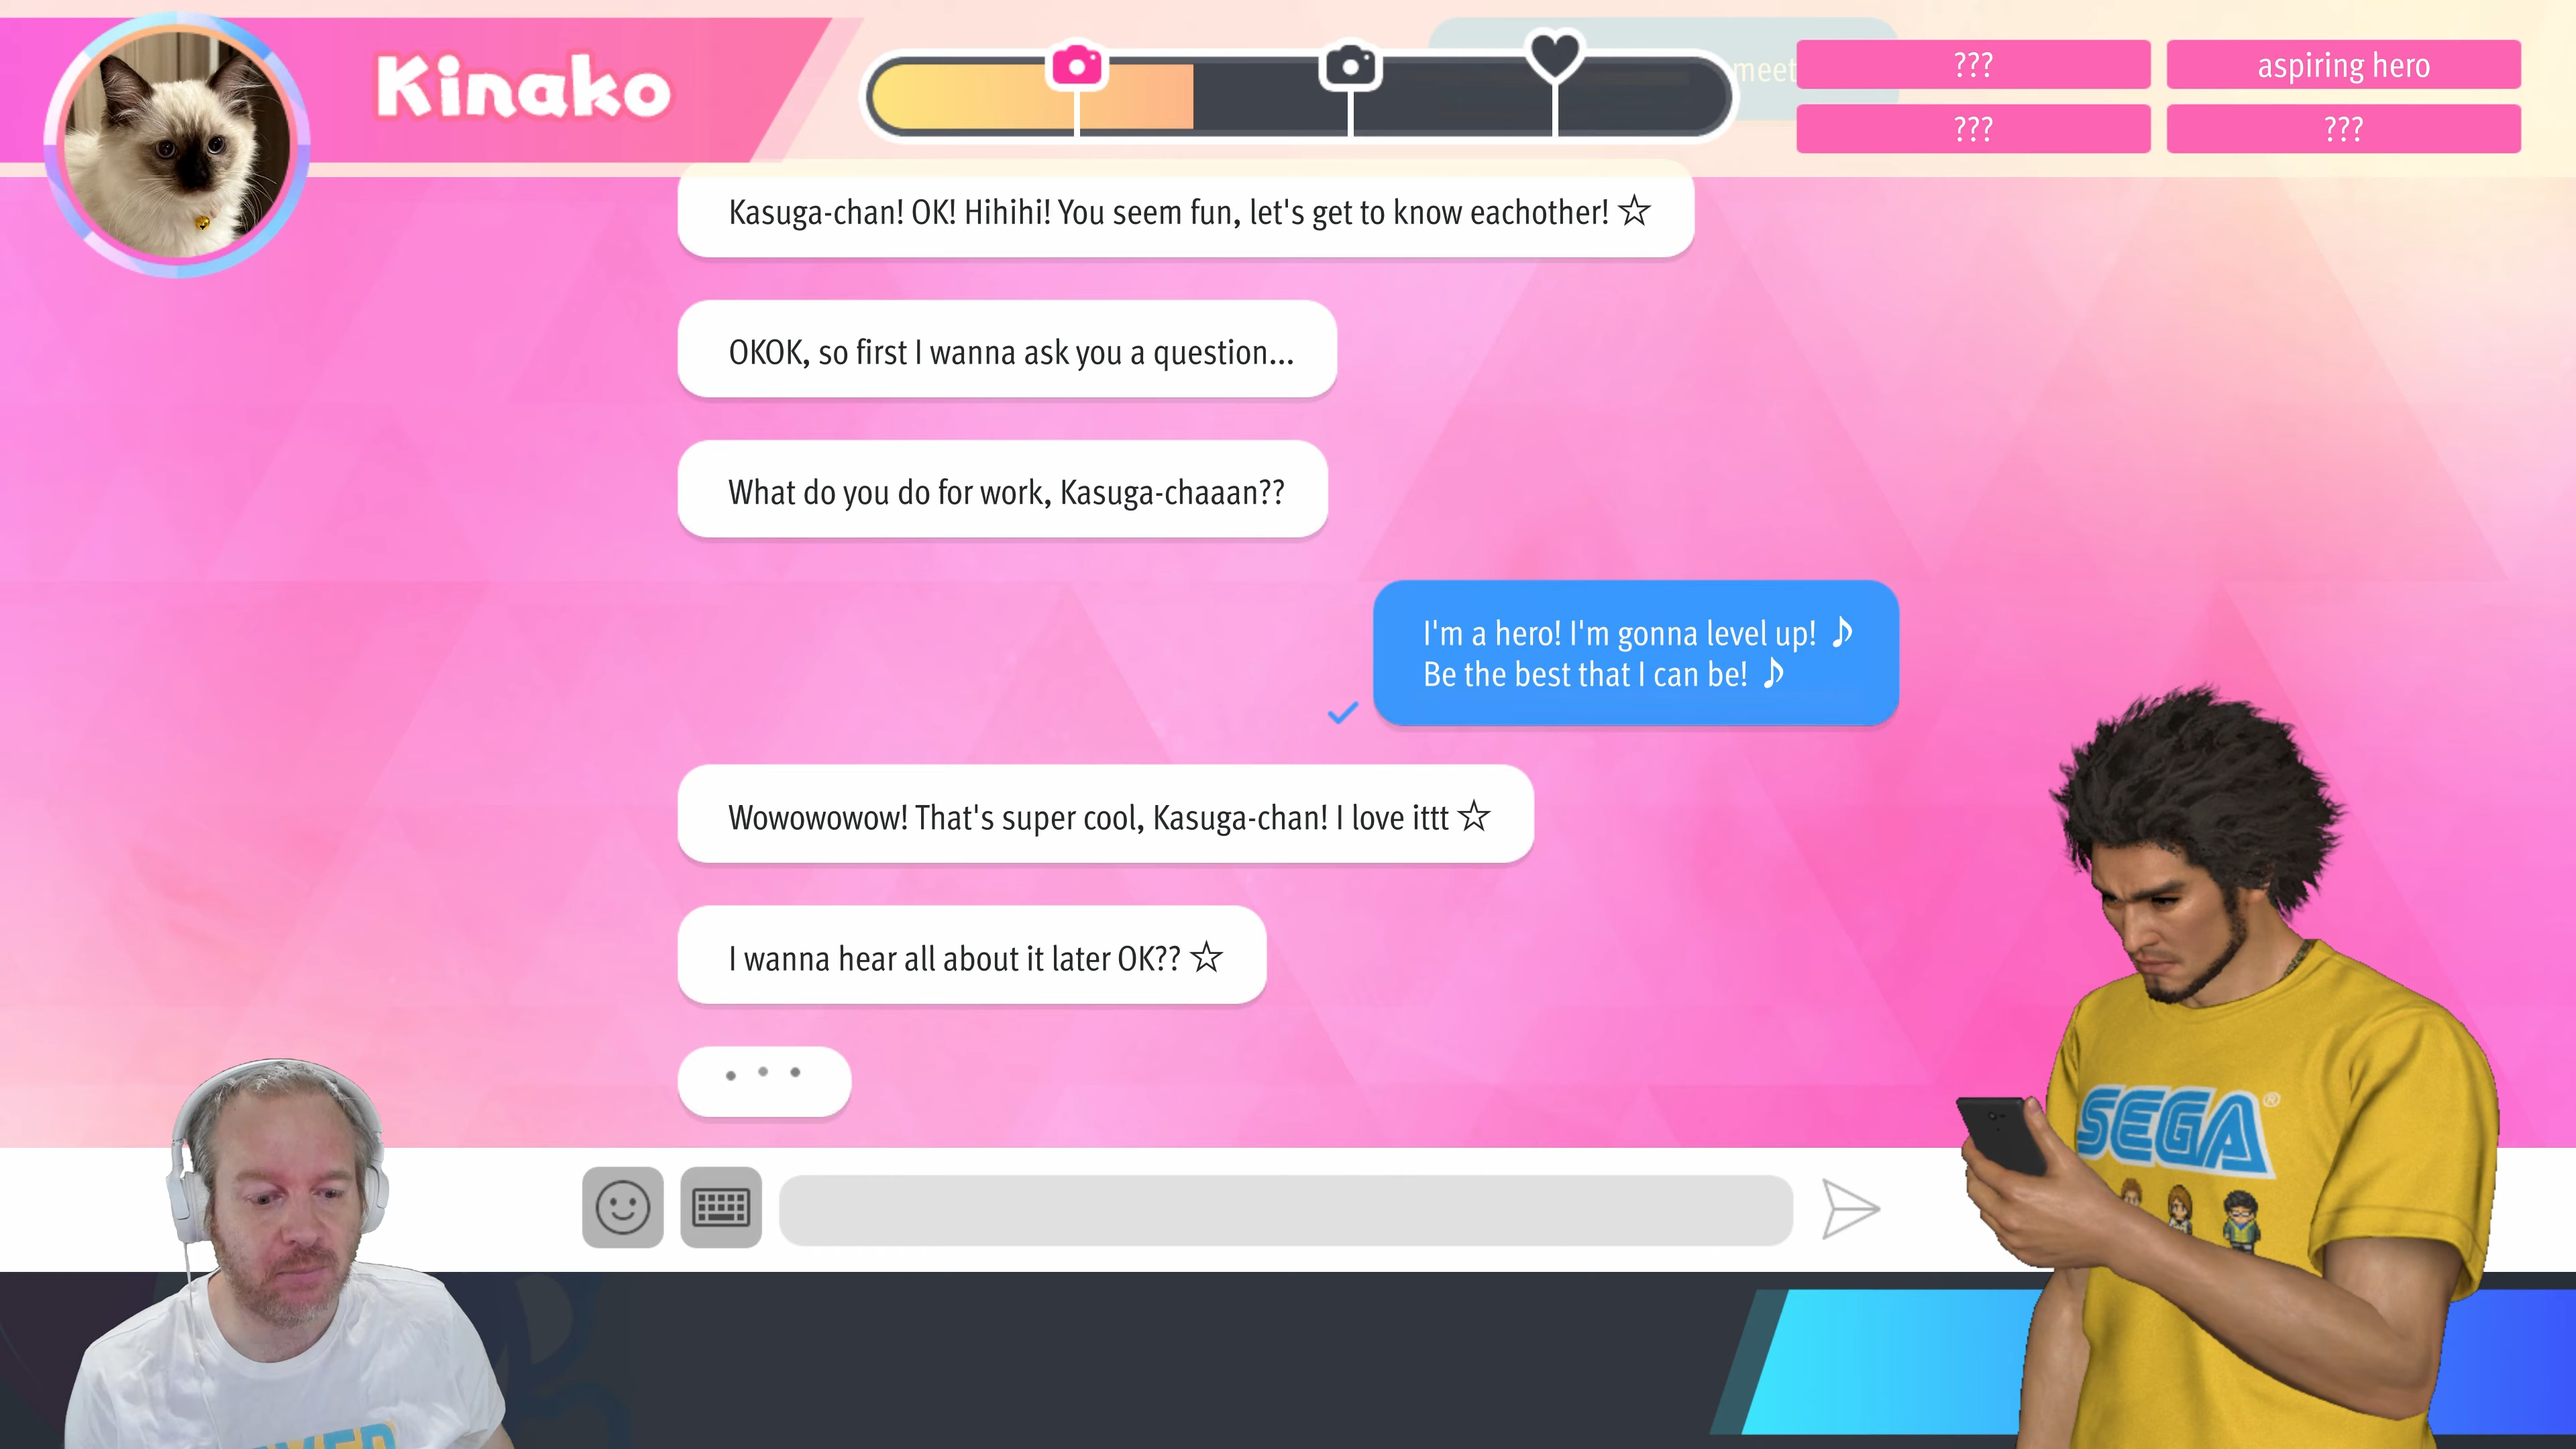 Kinako
meet
???
aspiring hero
???
???
Kasuga-chan! OK! Hihihi! You seem fun, let's get to know eachother! ☆
OKOK, so first I wanna ask you a question...
What do you do for work, Kasuga-chaaan??
I'm a hero! I'm gonna level up! ♪
Be the best that I can be! ♪
Wowowowow! That's super cool, Kasuga-chan! I love ittt ☆
I wanna hear all about it later OK?? ☆
SEGA®